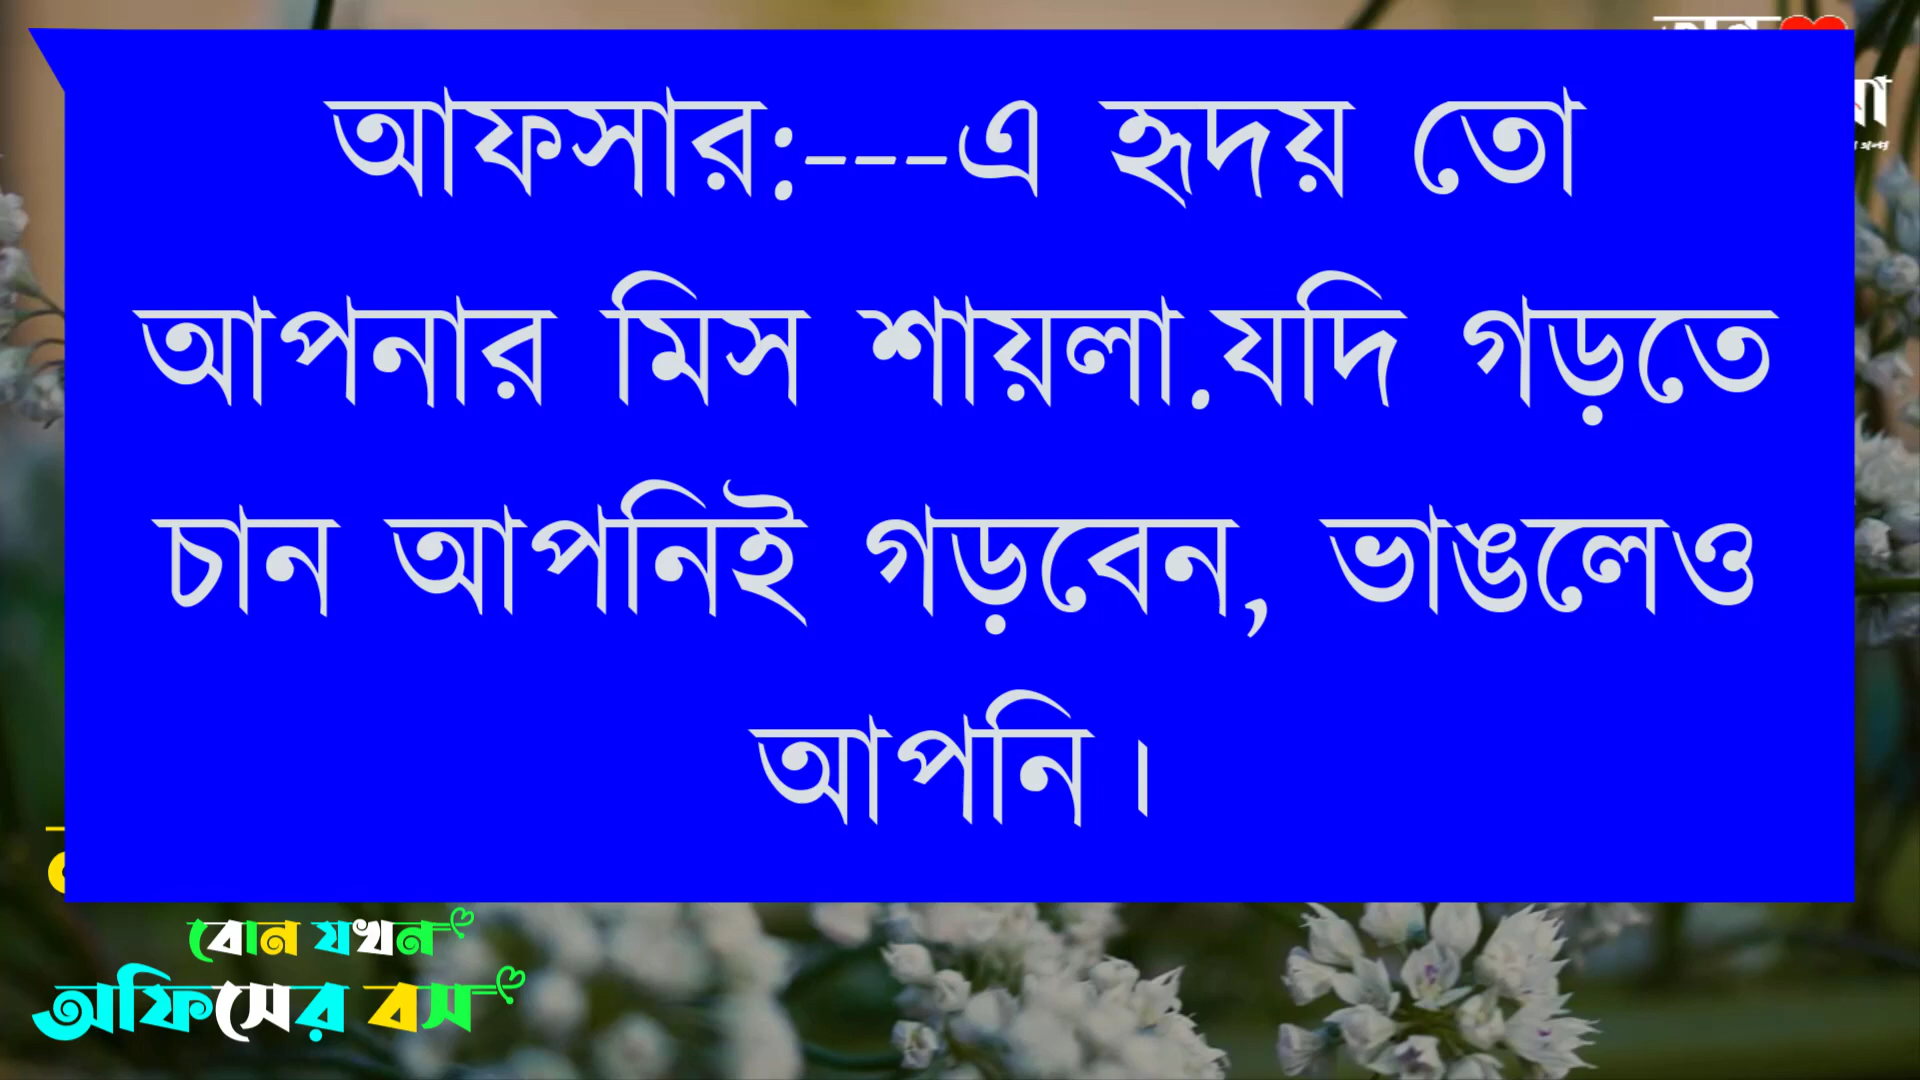 আফসার:---এ হৃদয় তো
আপনার মিস শায়লা.যদি গড়তে
চান আপনিই গড়বেন, ভাঙলেও
আপনি।
বোন যখন
অফিসের বস